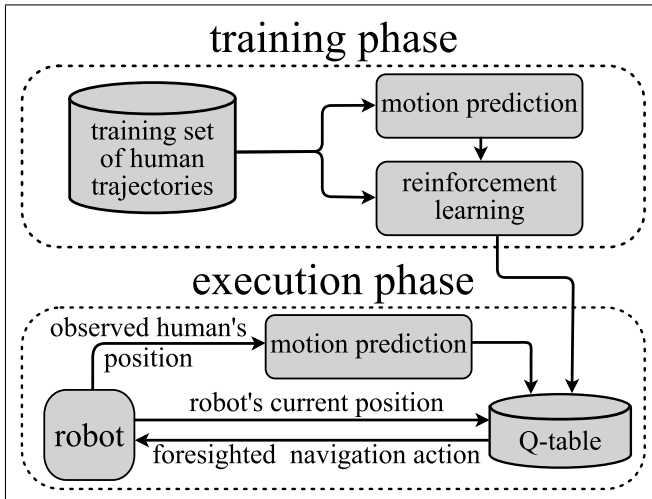 training phase
training set
of human
trajectories
motion prediction
reinforcement
learning
execution phase
observed human's
position
motion prediction
robot's current position
robot
foresighted navigation action
Q-table